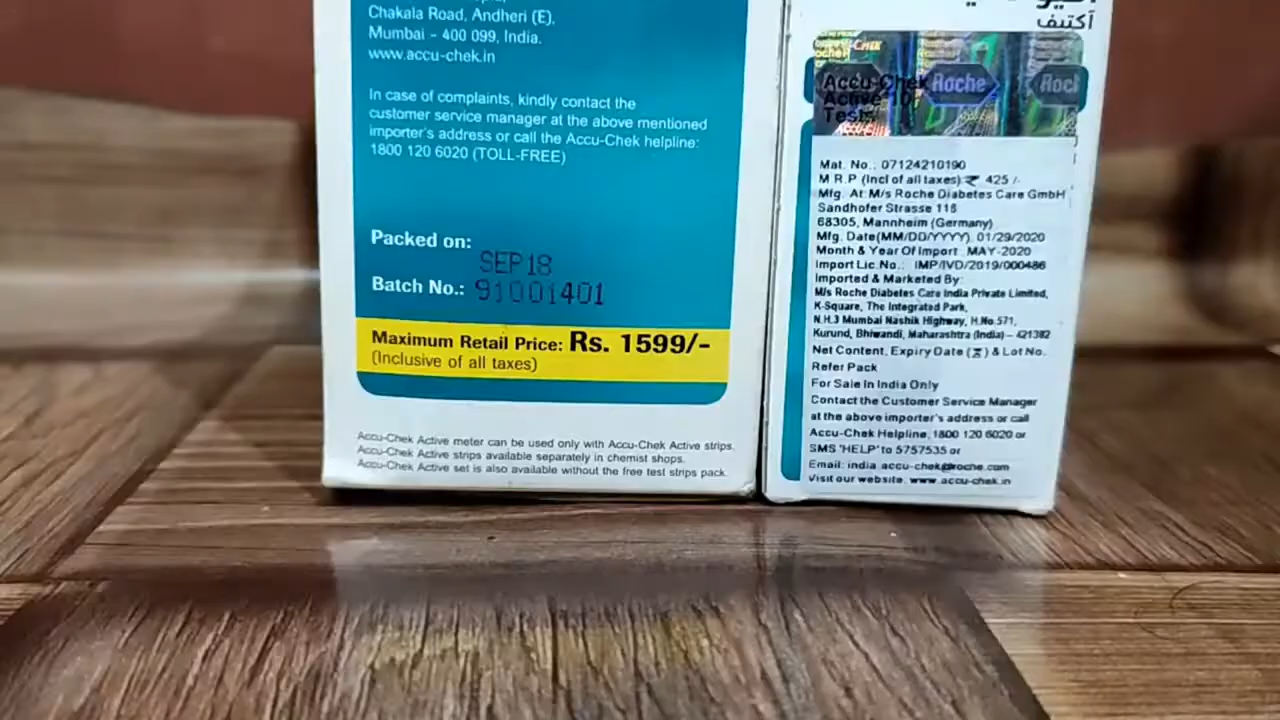 Chakala Road, Andheri (E),
Mumbai - 400 099, India.
www.accu-chek.in
In case of complaints, kindly contact the
customer service manager at the above mentioned
importer's address or call the Accu-Chek helpline:
1800 120 6020 (TOLL-FREE)
Packed on:
SEP18
Batch No.: 91001401
Maximum Retail Price: Rs. 1599/-
(Inclusive of all taxes)
Accu-Chek Active meter can be used only with Accu-Chek Active strips.
Accu-Chek Active strips available separately in chemist shops.
Accu-Chek Active set is also available without the free test strips pack.
أكتيف
Accu-Chek Roche
Active 10
Test
Mat. No.: 07124210190
M R P (Incl of all taxes):₹ 425 /-
Mfg. At:M/s Roche Diabetes Care GmbH
Sandhofer Strasse 116
68305, Mannheim (Germany)
Mfg. Date(MM/DD/YYYY): 01/29/2020
Month & Year Of Import : MAY-2020
Import Lic.No.: IMP/IVD/2019/000486
Imported & Marketed By:
M/s Roche Diabetes Care India Private Limited,
K-Square, The Integrated Park,
N.H.3 Mumbai Nashik Highway, H.No.571,
Kurund, Bhiwandi, Maharashtra (India)– 421302
Net Content, Expiry Date (⌛) & Lot No.
Refer Pack
For Sale In India Only
Contact the Customer Service Manager
at the above importer's address or call
Accu-Chek Helpline, 1800 120 6020 or
SMS 'HELP' to 5757535 or
Email: india.accu-chek@roche.com
Visit our website: www.accu-chek.in